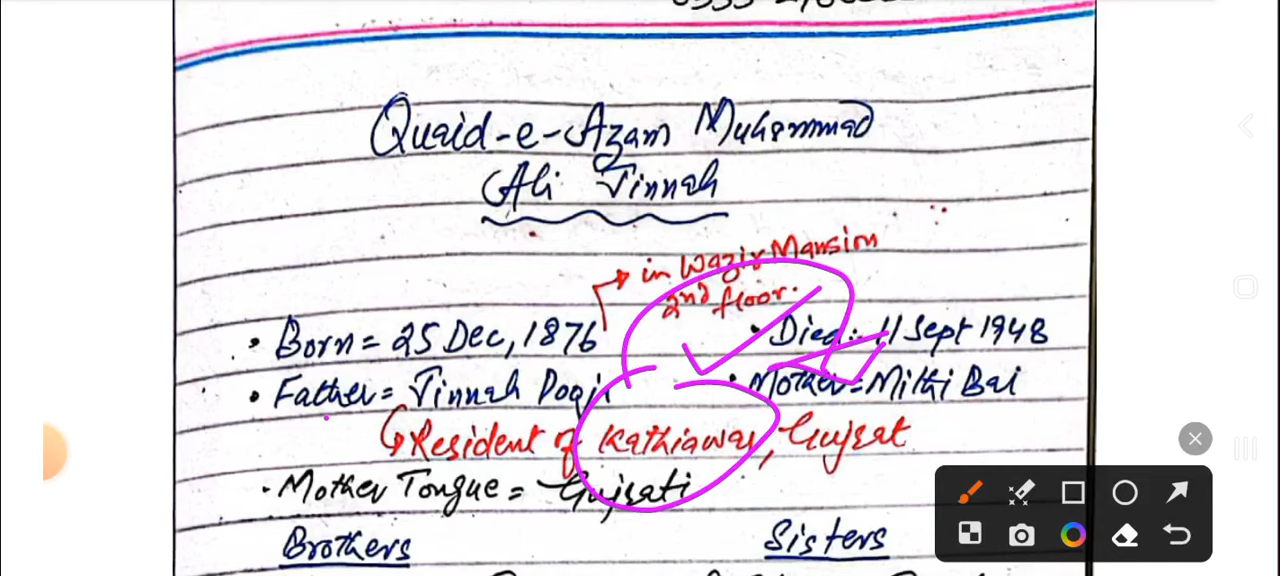 Quaid-e-Azam Muhammad
Ali Jinnah
in Wazir Mansion
2nd floor.
• Born = 25 Dec, 1876
• Died:- 11 Sept 1948
• Father = Jinnah
• Mother = Mithi Bai
Resident of Kathiawar, Gujrat
• Mother Tongue = Gujrati
Brothers
Sisters